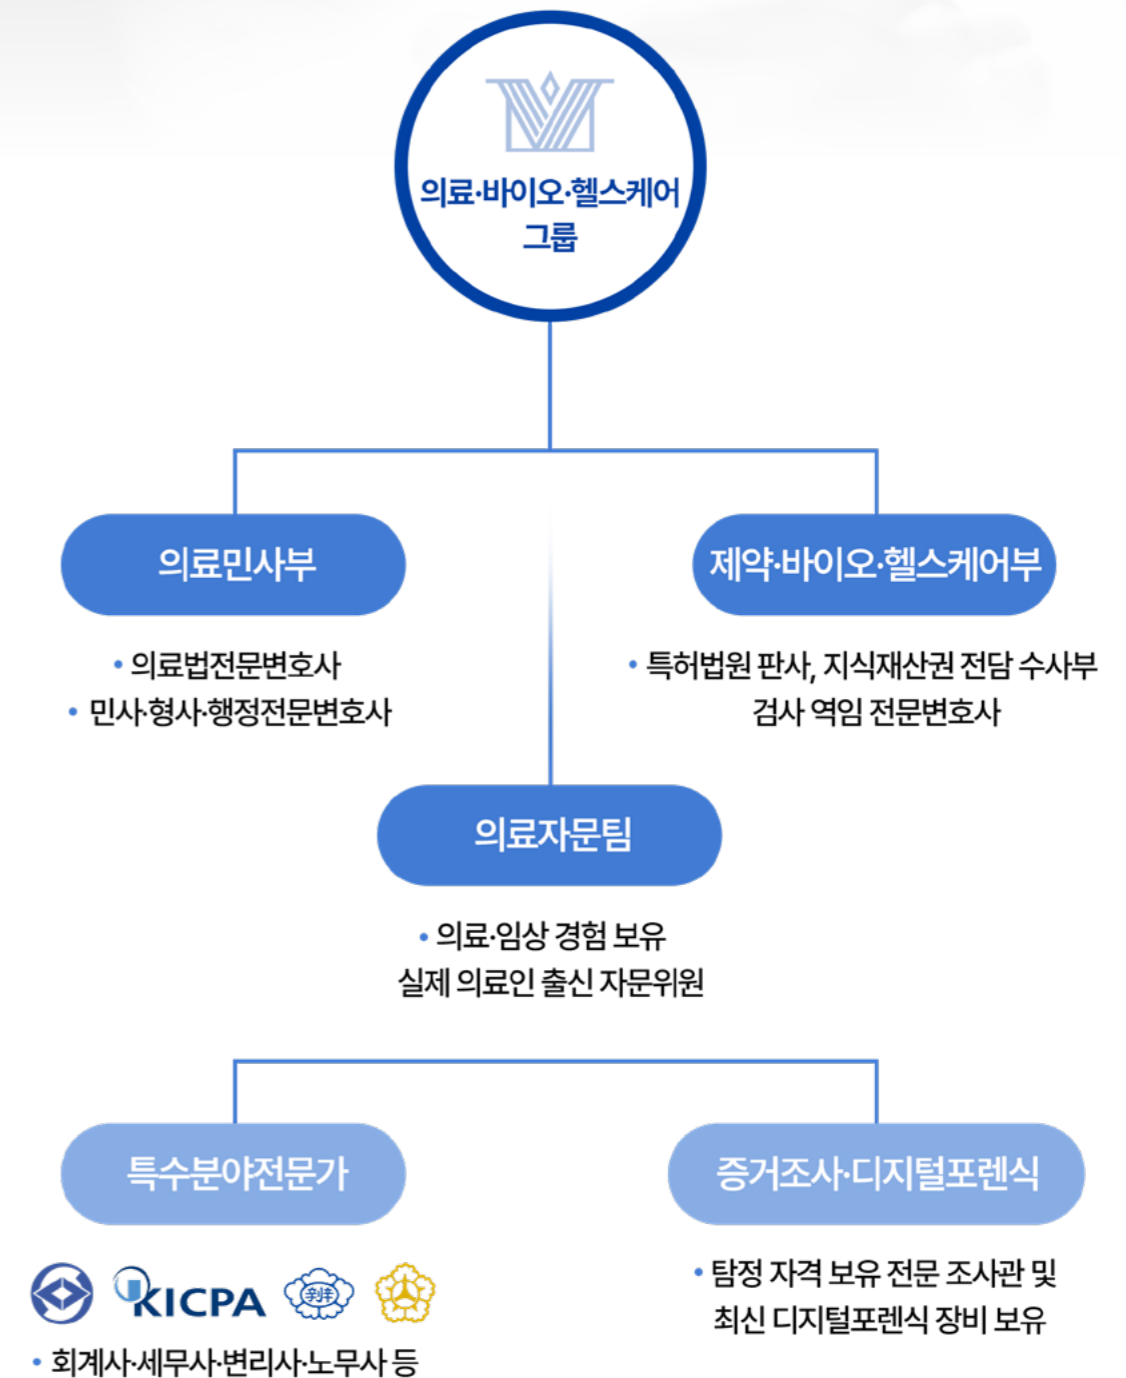 의료·바이오·헬스케어
그룹
의료민사부
제약·바이오·헬스케어부
• 의료법전문변호사
• 민사·형사·행정전문변호사
• 특허법원 판사, 지식재산권 전담 수사부
검사 역임 전문변호사
의료자문팀
• 의료·임상 경험 보유
실제 의료인 출신 자문위원
특수분야전문가
증거조사·디지털포렌식
KICPA
• 회계사·세무사·변리사·노무사 등
• 탐정 자격 보유 전문 조사관 및
최신 디지털포렌식 장비 보유